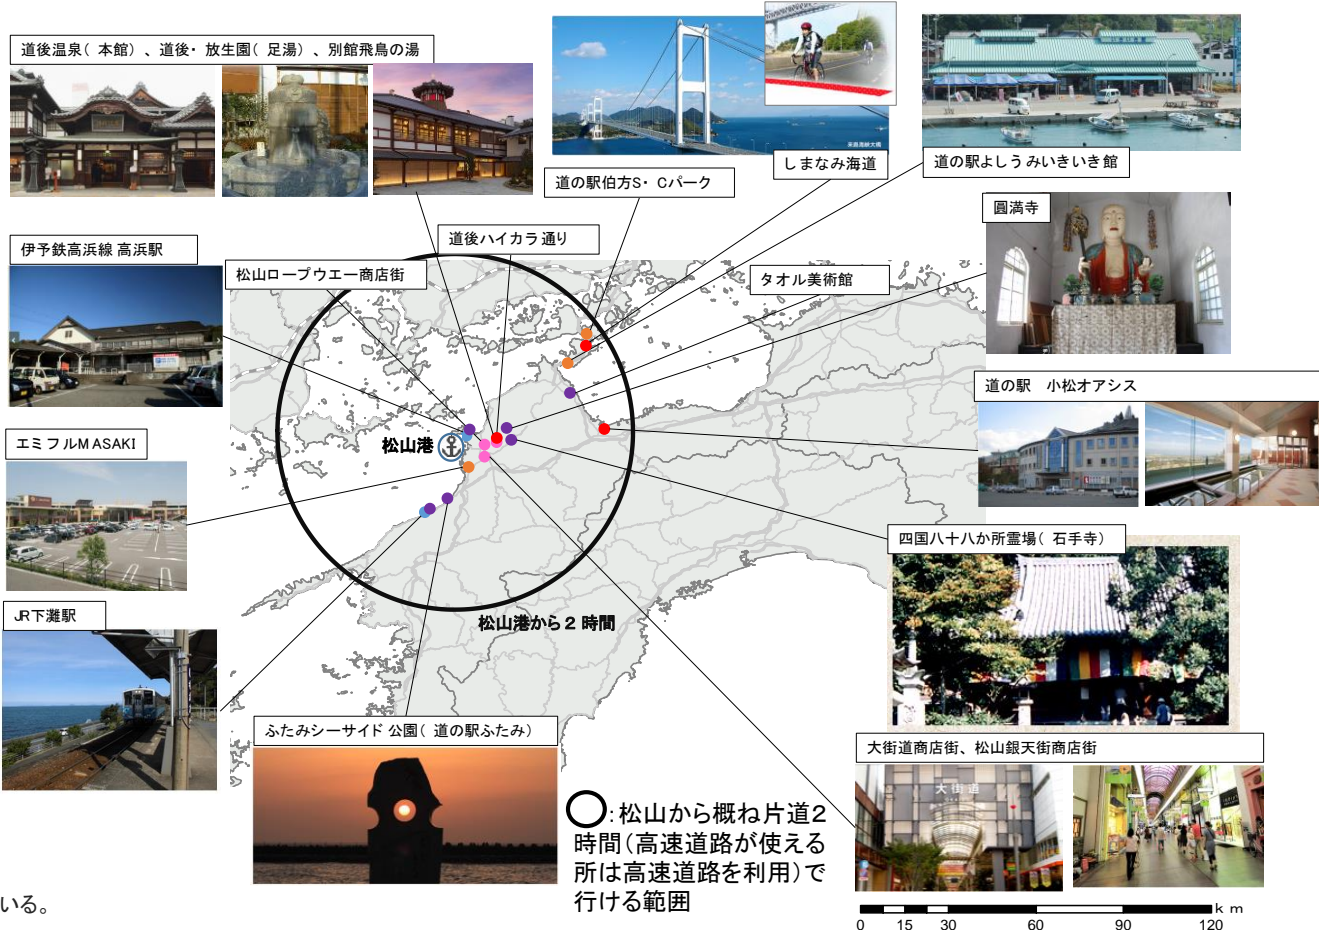 道後温泉(本館)、道後・放生園(足湯)、別館飛鳥の湯
来島海峡大橋
しまなみ海道
道の駅よしうみいきいき館
道の駅伯方S・Cパーク
圓満寺
伊予鉄高浜線 高浜駅
道後ハイカラ通り
松山ロープウエー商店街
タオル美術館
道の駅 小松オアシス
エミフルMASAKI
松山港
四国八十八か所霊場(石手寺)
JR下灘駅
松山港から2時間
ふたみシーサイド公園(道の駅ふたみ)
大街道商店街、松山銀天街商店街
大街道
:松山から概ね片道2
時間(高速道路が使える
所は高速道路を利用)で
行ける範囲
いる。
km
0 15 30 60 90 120